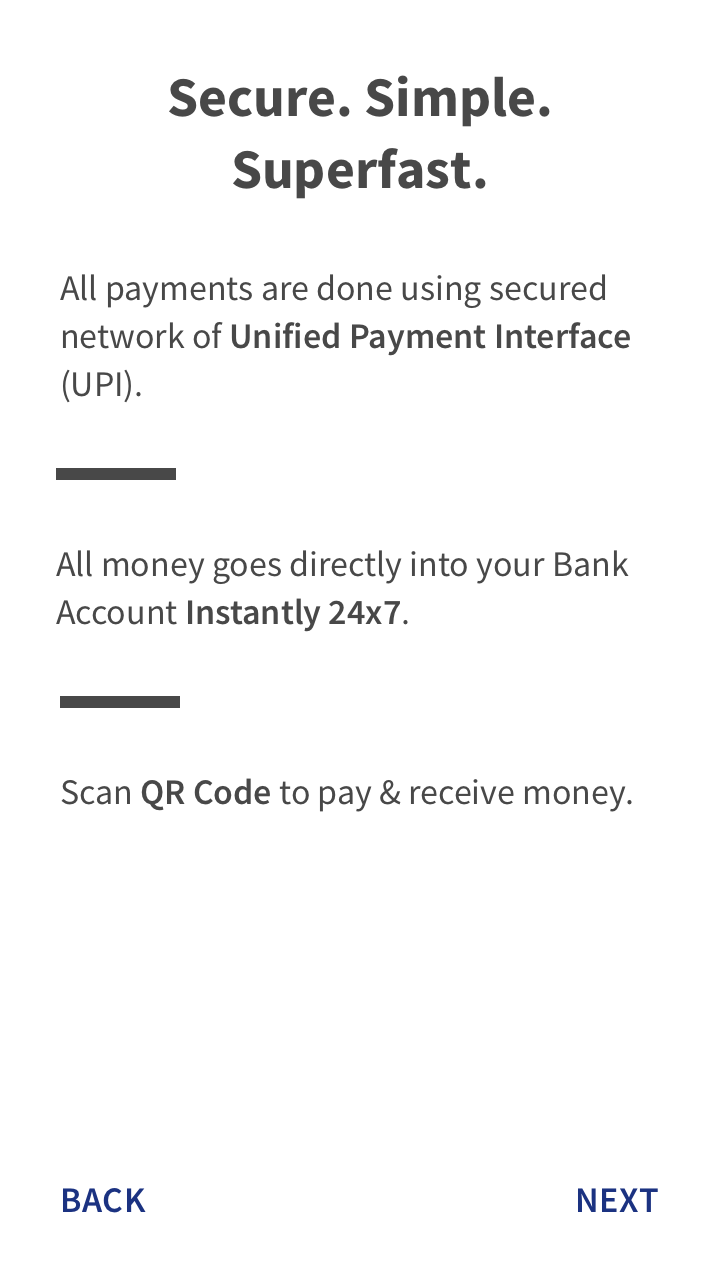 Secure. Simple.
Superfast.
All payments are done using secured
network of Unified Payment Interface
(UPI).
All money goes directly into your Bank
Account Instantly 24x7.
Scan QR Code to pay & receive money.
BACK
NEXT